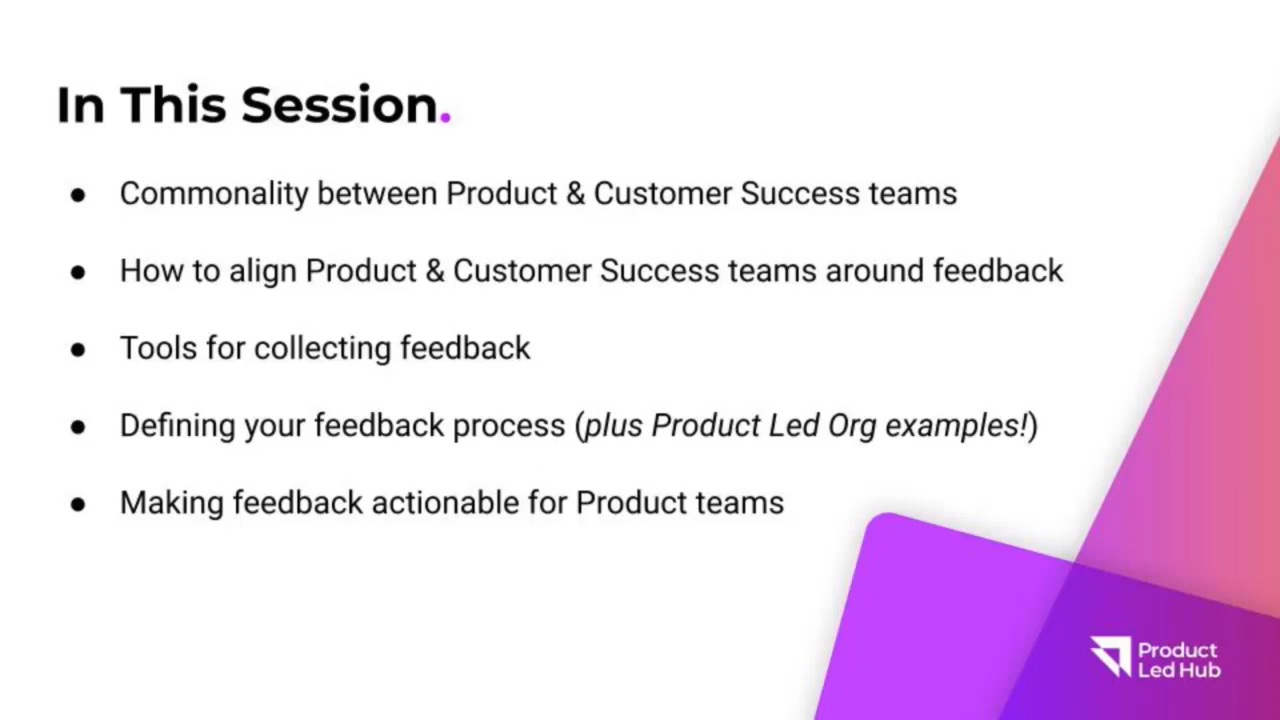 In This Session.
● Commonality between Product & Customer Success teams
● How to align Product & Customer Success teams around feedback
● Tools for collecting feedback
● Defining your feedback process (plus Product Led Org examples!)
● Making feedback actionable for Product teams
Product
Led Hub